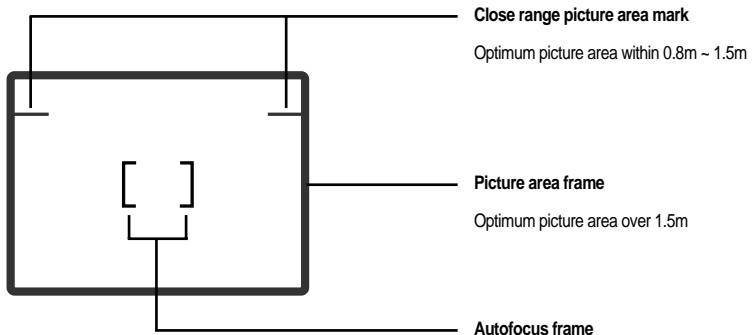 Close range picture area mark
Optimum picture area within 0.8m ~ 1.5m
Picture area frame
Optimum picture area over 1.5m
Autofocus frame